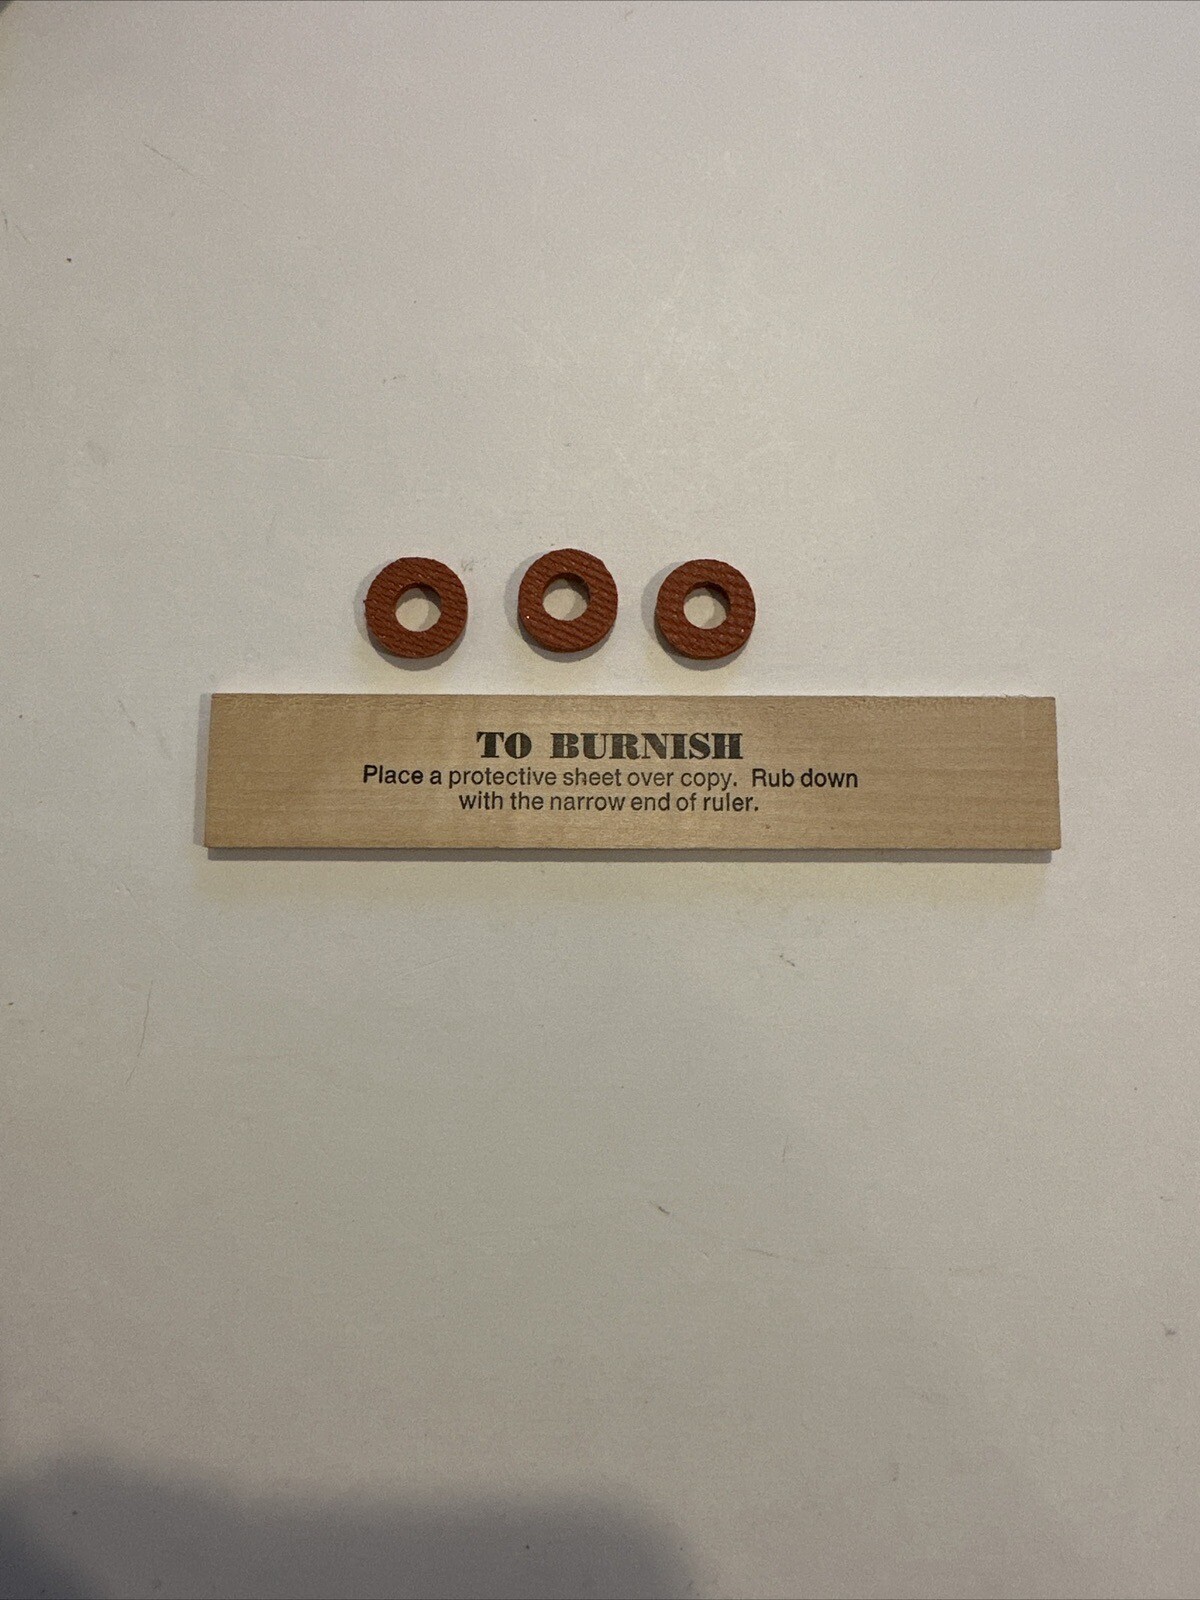 TO BURNISH
Place a protective sheet over copy. Rub down
with the narrow end of ruler.